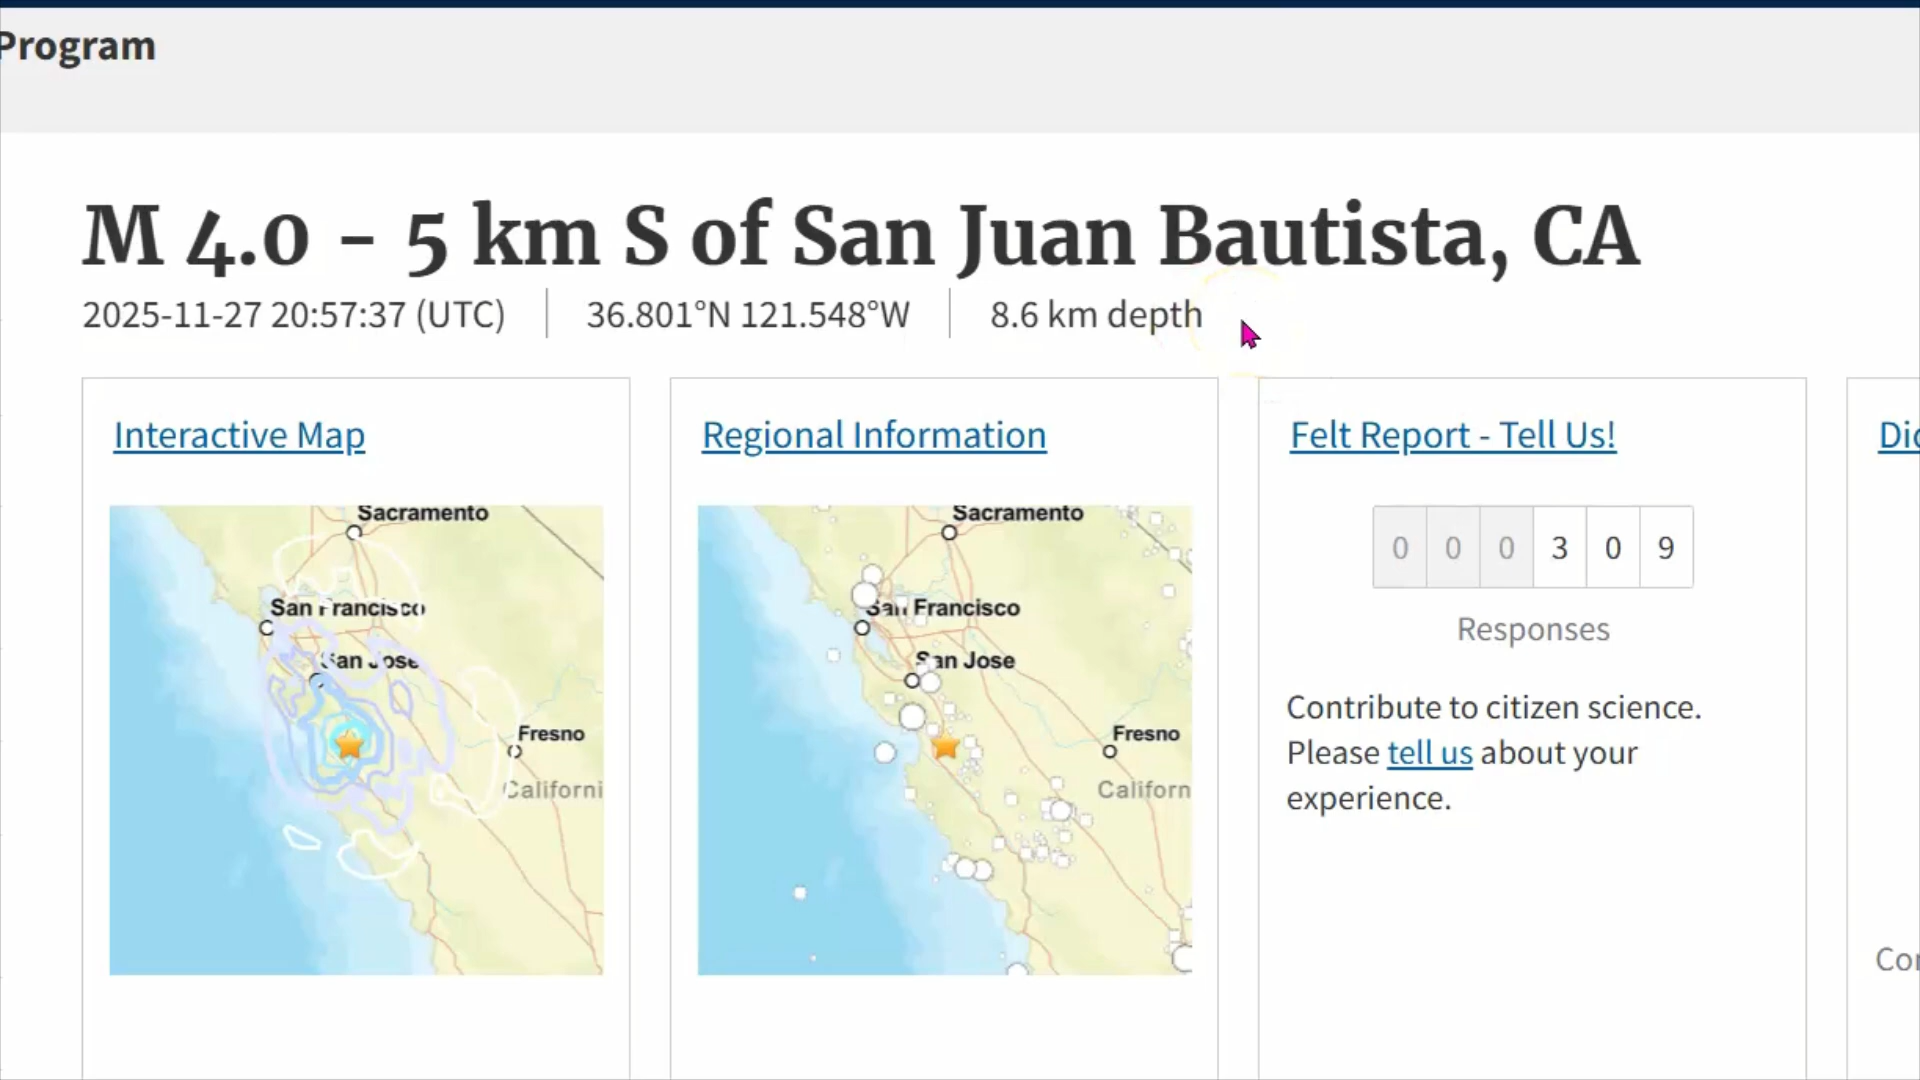 Program
M 4.0 - 5 km S of San Juan Bautista, CA
2025-11-27 20:57:37 (UTC)
36.801°N 121.548°W
8.6 km depth
Interactive Map
Sacramento
San Francisco
San Jose
Fresno
Californi
Regional Information
Sacramento
San Francisco
San Jose
Fresno
Californ
Felt Report - Tell Us!
0 0 0 3 0 9
Responses
Contribute to citizen science.
Please tell us about your
experience.